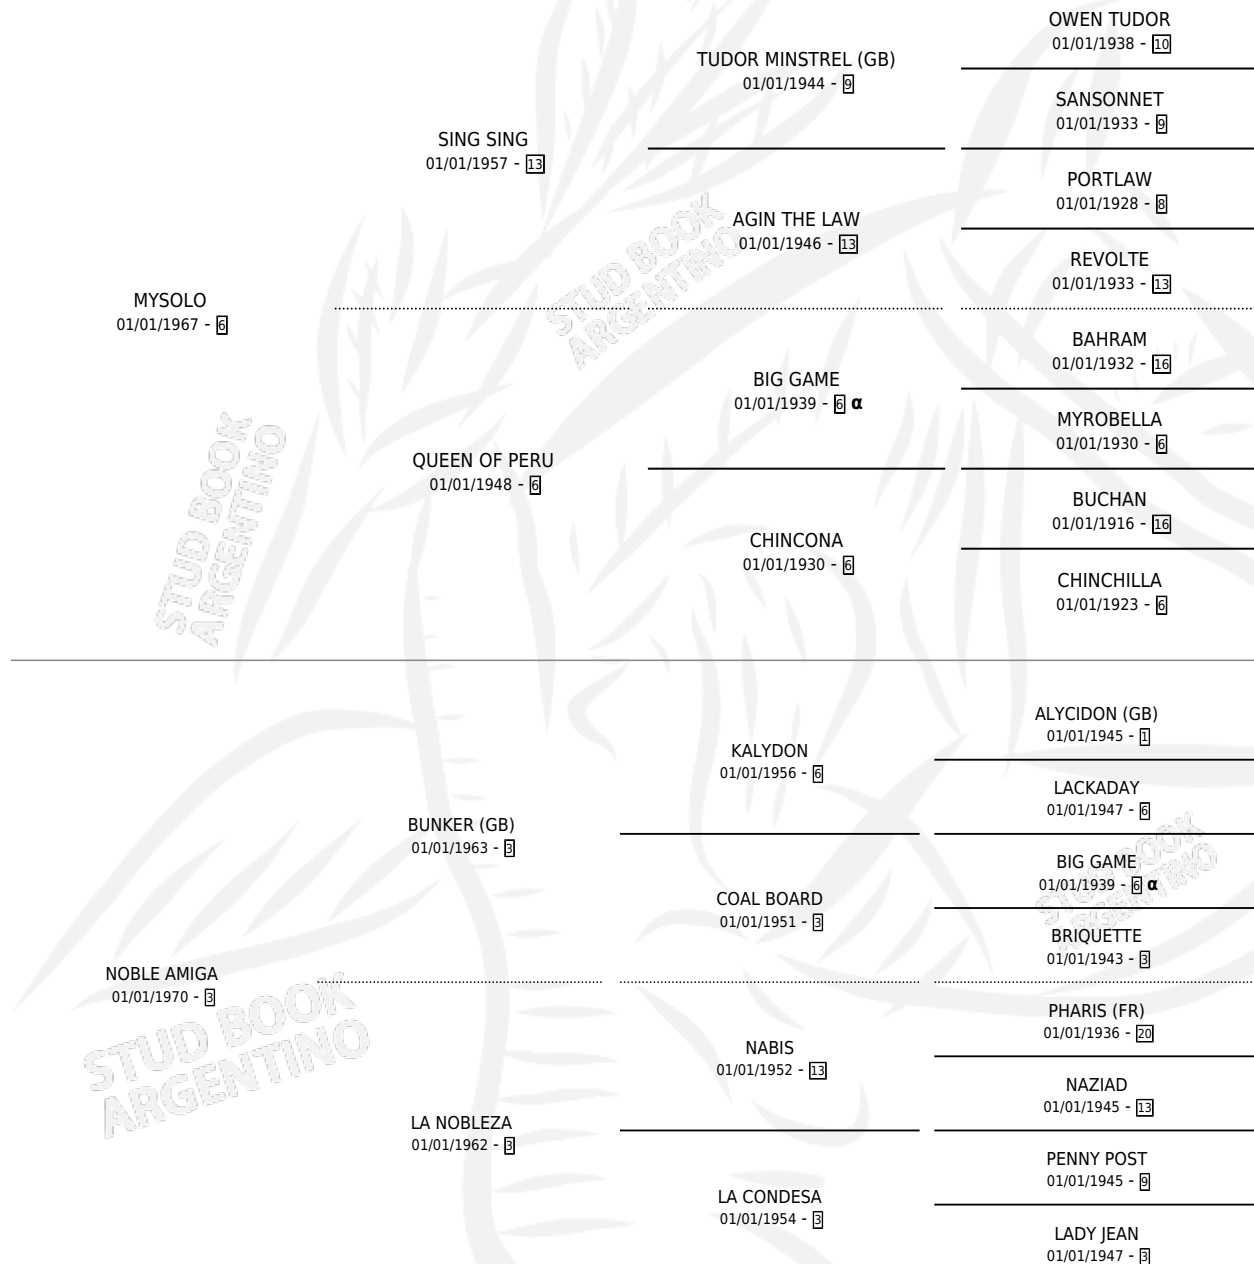 OWEN TUDOR
01/01/1938 - 10
TUDOR MINSTREL (GB)
01/01/1944 - 9
SANSONNET
01/01/1933 - 9
SING SING
01/01/1957 - 13
PORTLAW
01/01/1928 - 8
AGIN THE LAW
01/01/1946 - 13
REVOLTE
01/01/1933 - 13
MYSOLO
01/01/1967 - 6
BAHRAM
01/01/1932 - 16
BIG GAME
01/01/1939 - 6 α
MYROBELLA
01/01/1930 - 6
QUEEN OF PERU
01/01/1948 - 6
BUCHAN
01/01/1916 - 16
CHINCONA
01/01/1930 - 6
CHINCHILLA
01/01/1923 - 6
STUD BOOK
ARGENTINO
STUD BOOK
ARGENTINO
ALYCIDON (GB)
01/01/1945 - 1
KALYDON
01/01/1956 - 6
LACKADAY
01/01/1947 - 6
BUNKER (GB)
01/01/1963 - 3
BIG GAME
01/01/1939 - 6 α
COAL BOARD
01/01/1951 - 3
BRIQUETTE
01/01/1943 - 3
NOBLE AMIGA
01/01/1970 - 3
PHARIS (FR)
01/01/1936 - 20
NABIS
01/01/1952 - 13
NAZIAD
01/01/1945 - 13
LA NOBLEZA
01/01/1962 - 3
PENNY POST
01/01/1945 - 9
LA CONDESA
01/01/1954 - 3
LADY JEAN
01/01/1947 - 3
STUD BOOK
ARGENTINO
STUD BOOK
ARGENTINO